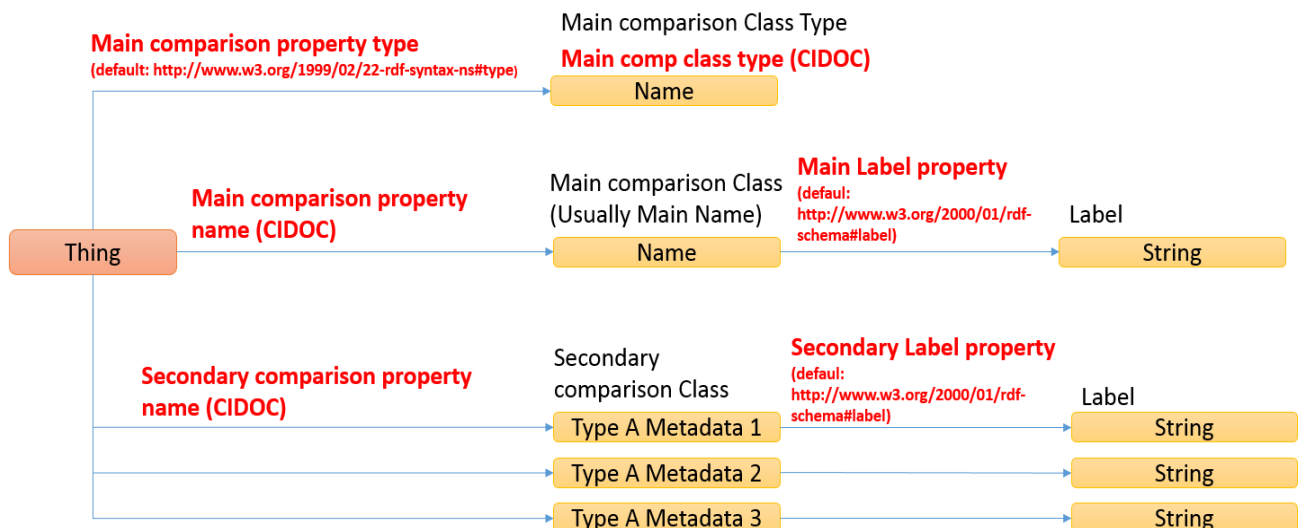 Main comparison Class Type
Main comparison property type
(default: http://www.w3.org/1999/02/22-rdf-syntax-ns#type)
Main comp class type (CIDOC)
Name
Main comparison property
name (CIDOC)
Main comparison Class
(Usually Main Name)
Main Label property
(defaul:
http://www.w3.org/2000/01/rdf-
schema#label)
Label
Thing
Name
String
Secondary comparison property
name (CIDOC)
Secondary
comparison Class
Secondary Label property
(defaul:
http://www.w3.org/2000/01/rdf-
schema#label)
Label
Type A Metadata 1
String
Type A Metadata 2
String
Type A Metadata 3
String